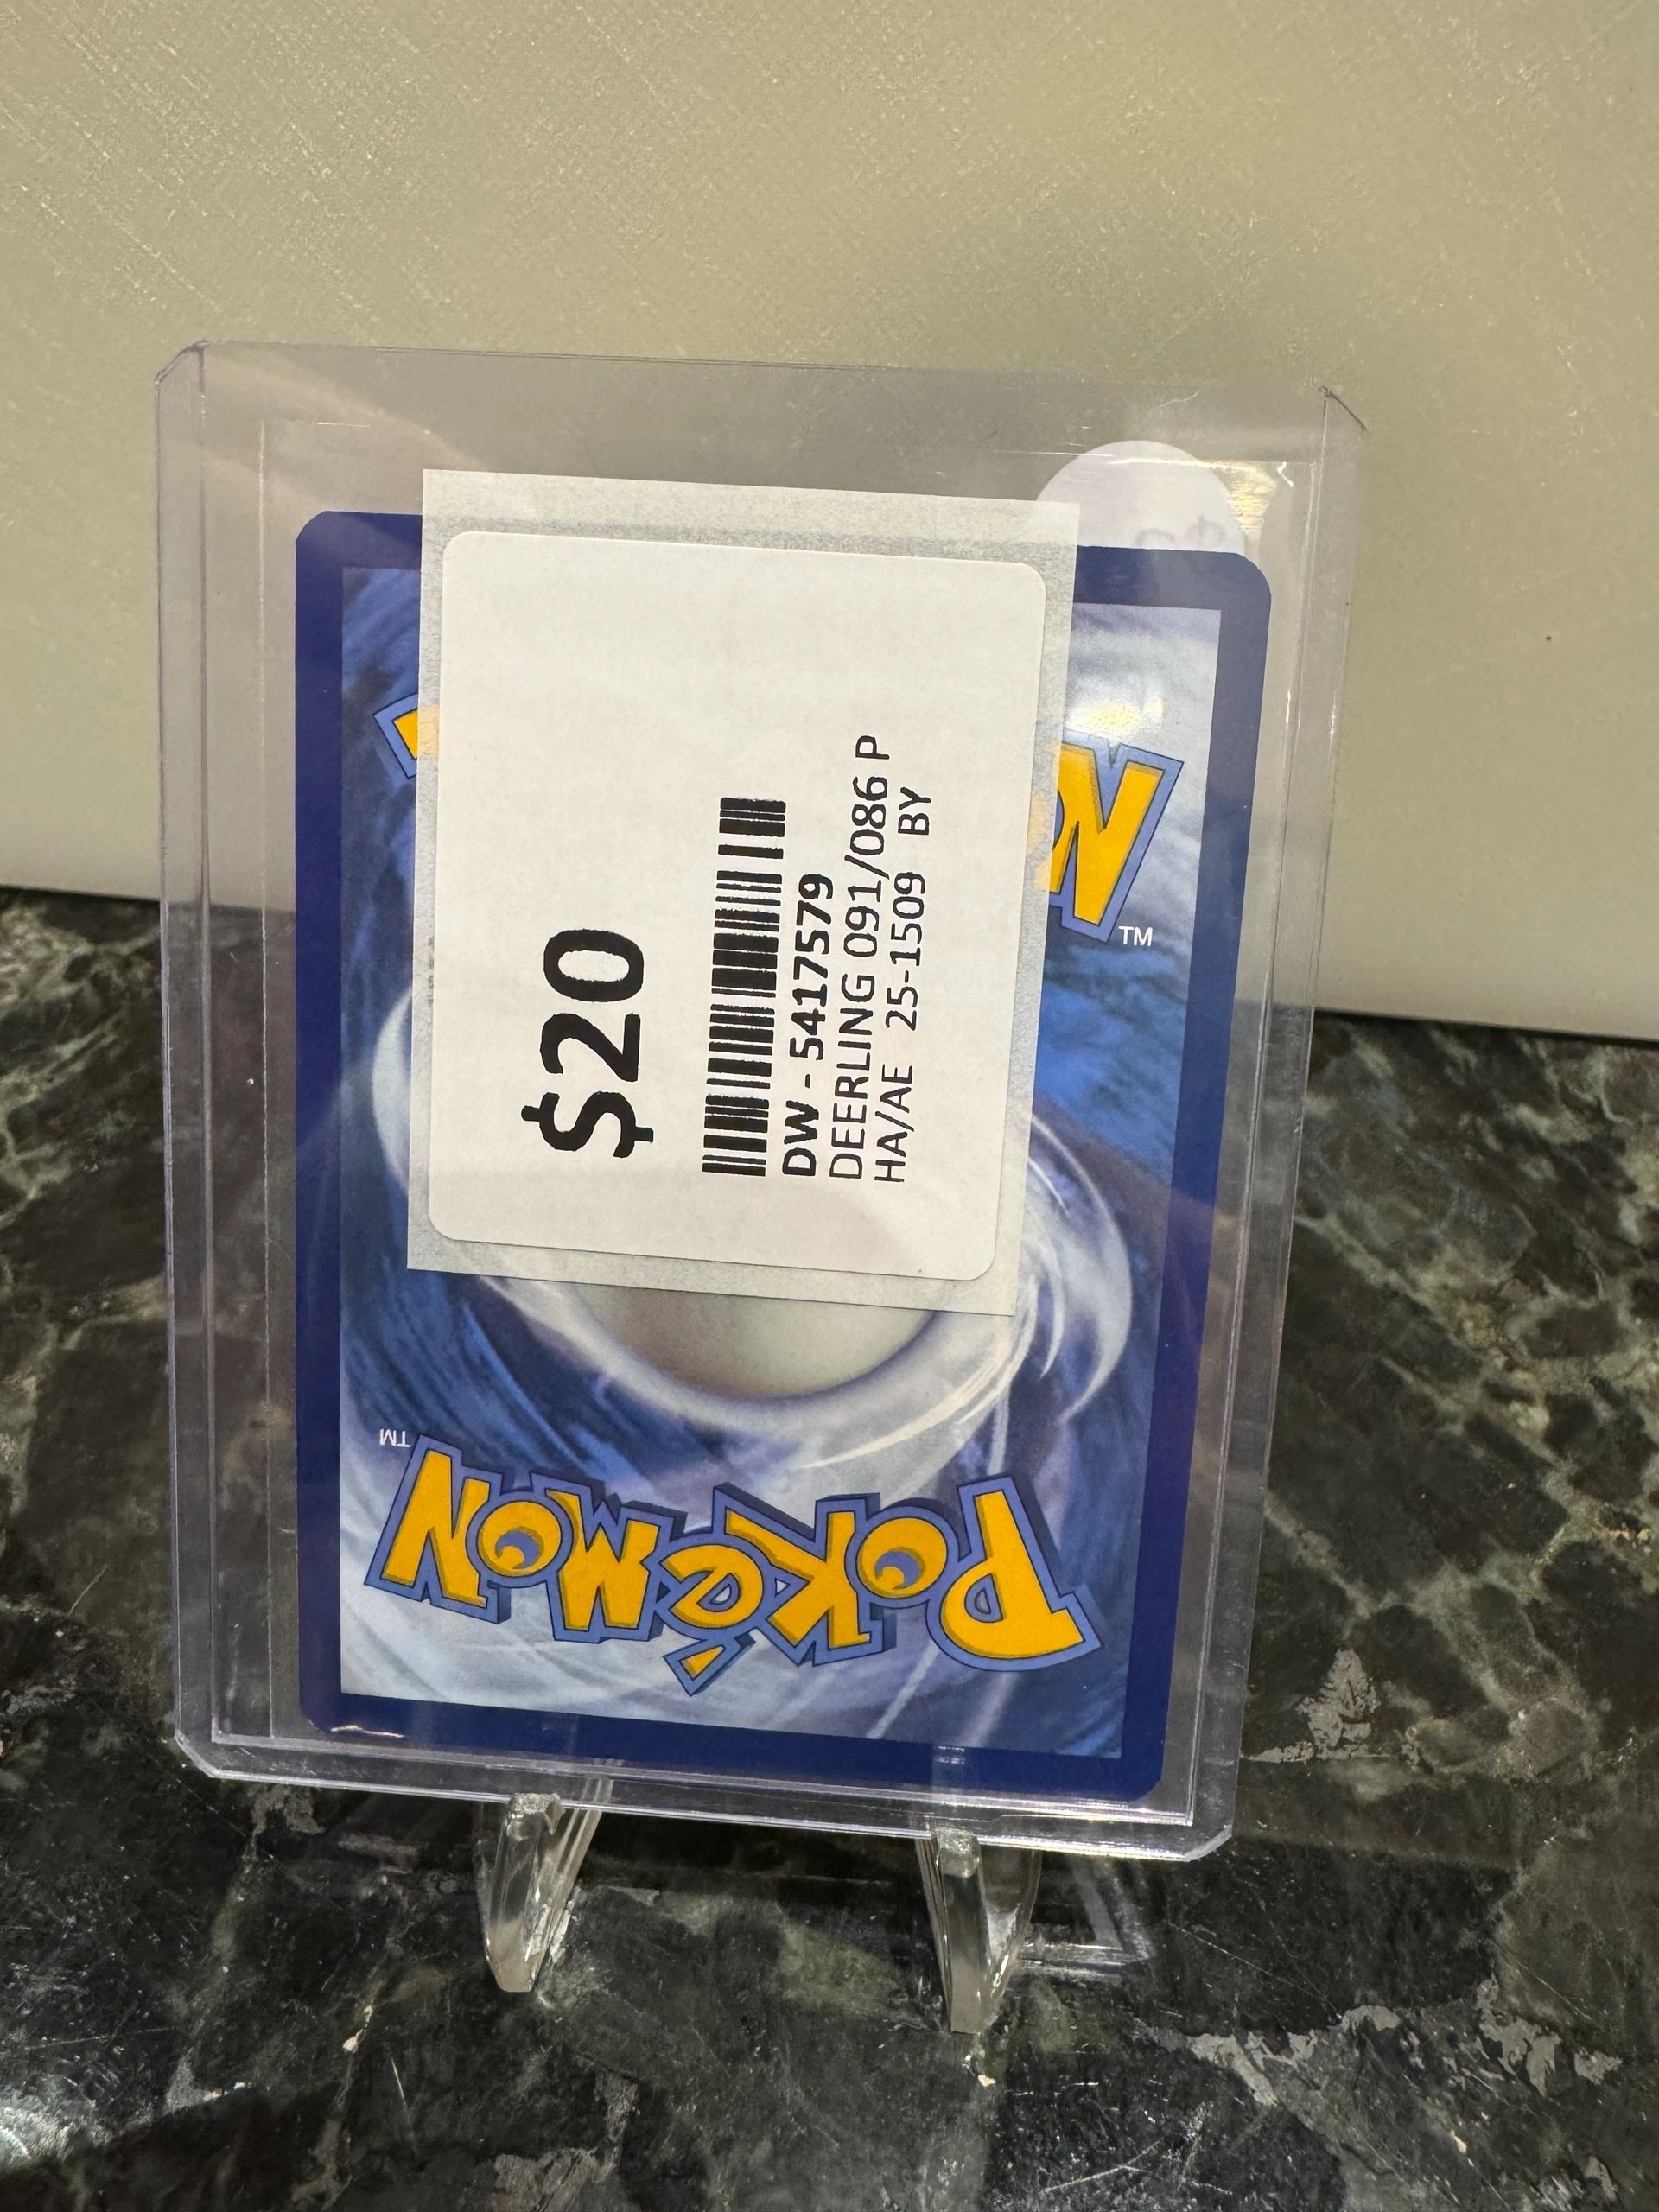 $20
DW - 5417579
DEERLING 091/086 P
HA/AE 25-1509 BY
TM
POKéMON
TM